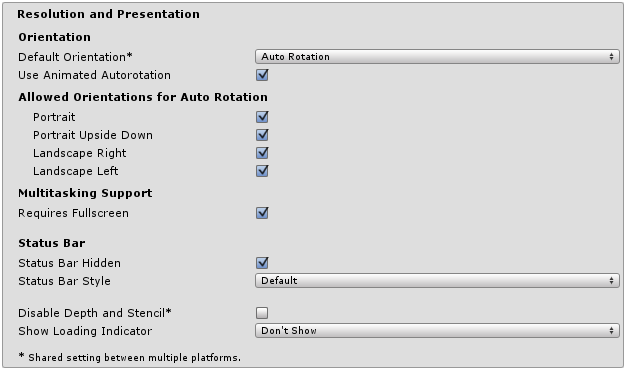 Resolution and Presentation
Orientation
Default Orientation* Auto Rotation
Use Animated Autorotation
Allowed Orientations for Auto Rotation
Portrait
Portrait Upside Down
Landscape Right
Landscape Left
Multitasking Support
Requires Fullscreen
Status Bar
Status Bar Hidden
Status Bar Style Default
Disable Depth and Stencil*
Show Loading Indicator Don't Show
* Shared setting between multiple platforms.